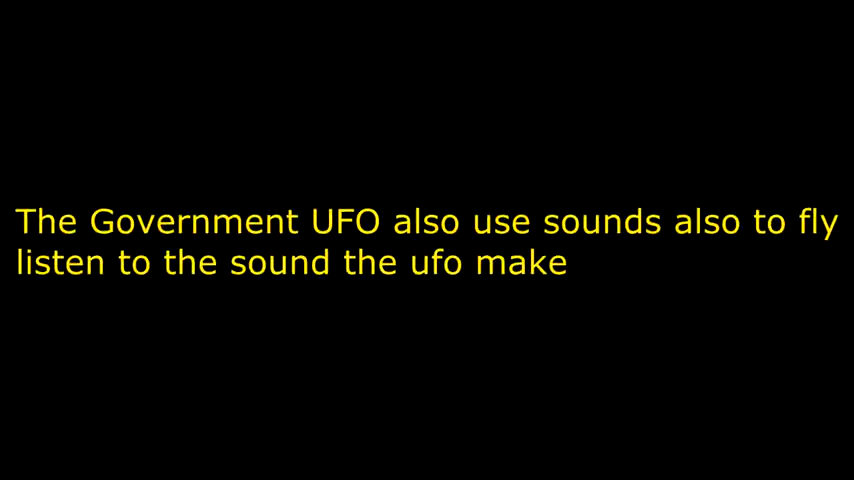 The Government UFO also use sounds also to fly
listen to the sound the ufo make